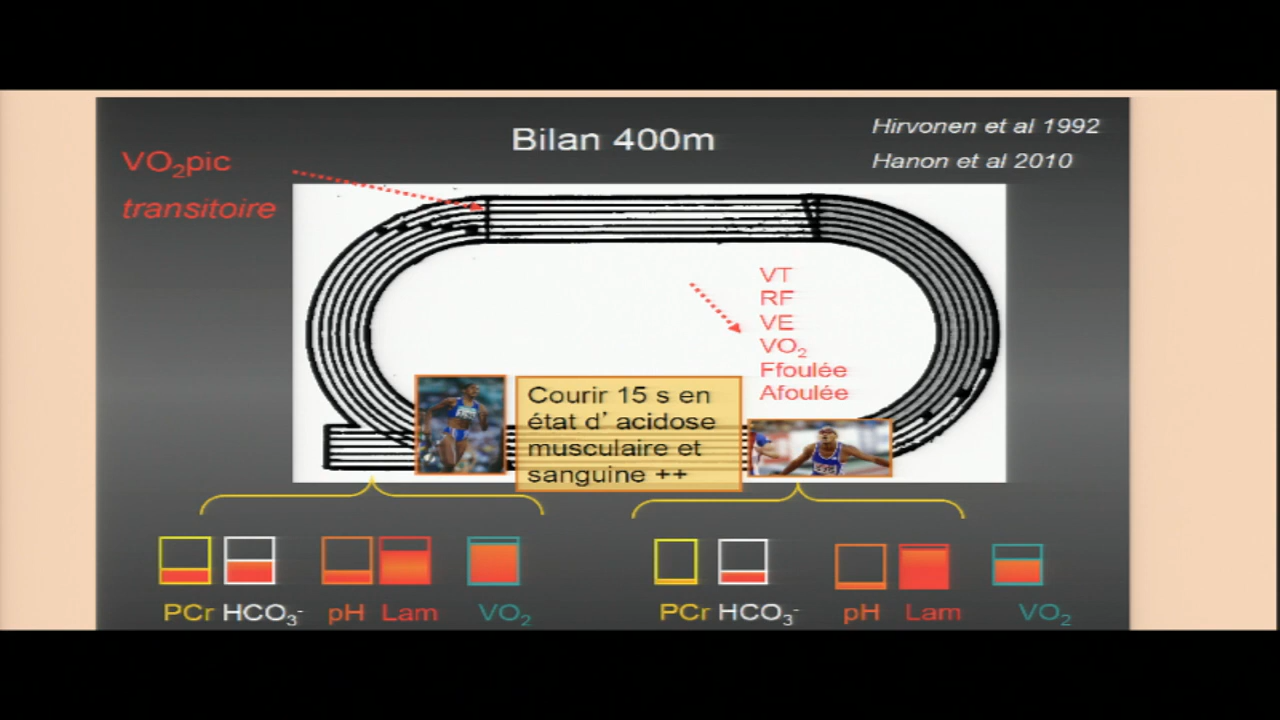 Bilan 400m
Hirvonen et al 1992
Hanon et al 2010
VO₂pic
transitoire
VT
RF
VE
VO₂
Ffoulée
Afoulée
Courir 15 s en
état d' acidose
musculaire et
sanguine ++
PCr HCO₃⁻ pH Lam VO₂
PCr HCO₃⁻ pH Lam VO₂